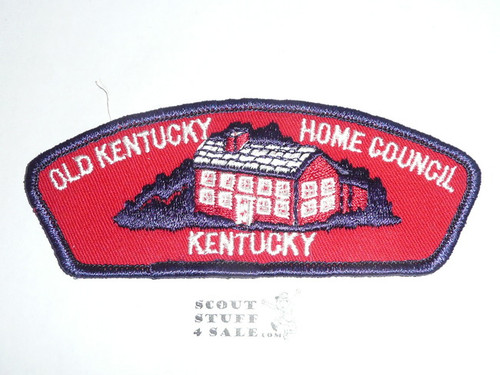 OLD KENTUCKY HOME COUNCIL
KENTUCKY
SCOUT
STUFF
4 SALE.COM